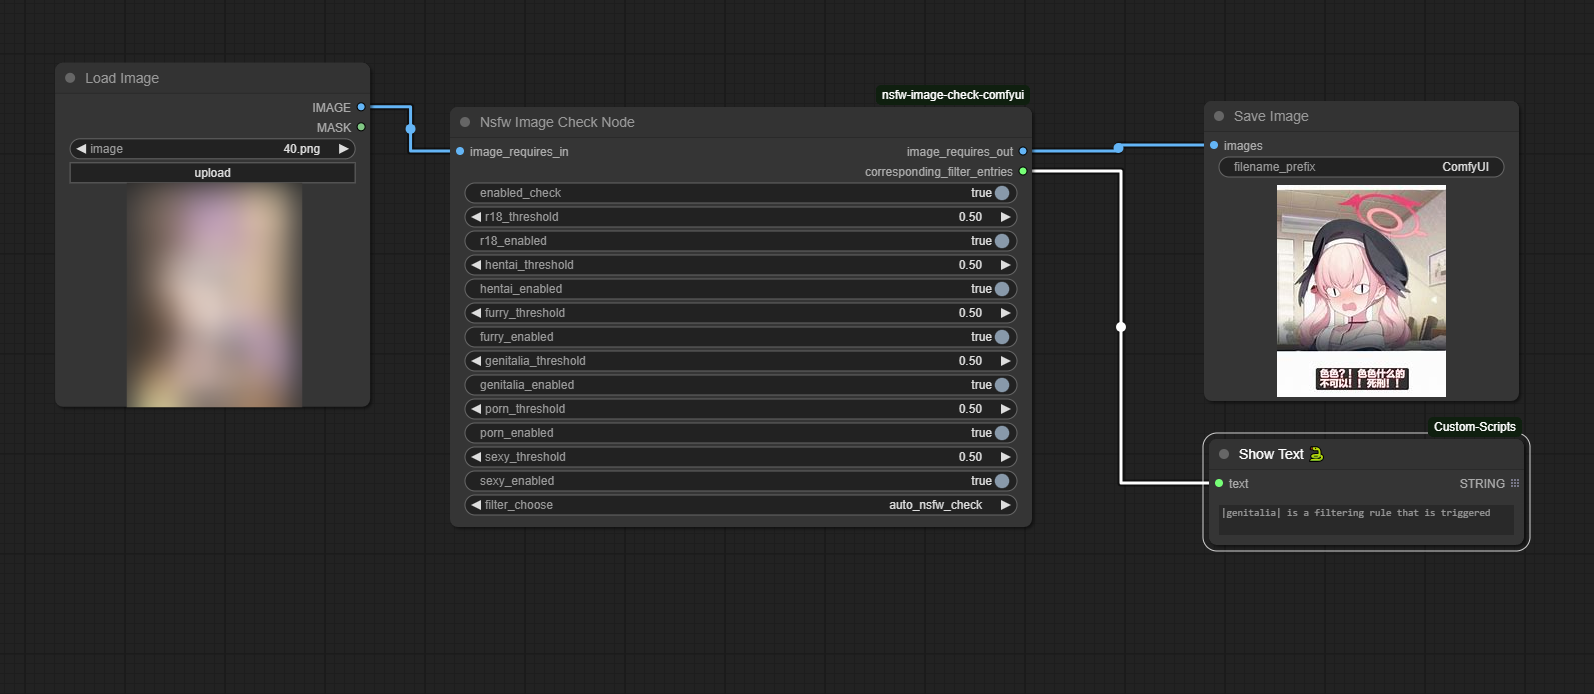 Load Image
IMAGE
MASK
image 40.png
upload
nsfw-image-check-comfyui
Nsfw Image Check Node
image_requires_in image_requires_out
corresponding_filter_entries
enabled_check true
r18_threshold 0.50
r18_enabled true
hentai_threshold 0.50
hentai_enabled true
furry_threshold 0.50
furry_enabled true
genitalia_threshold 0.50
genitalia_enabled true
porn_threshold 0.50
porn_enabled true
sexy_threshold 0.50
sexy_enabled true
filter_choose auto_nsfw_check
Save Image
images
filename_prefix ComfyUI
色色?! 色色什么的
不可以!! 死刑!!
Custom-Scripts
Show Text 🐍
text STRING
|genitalia| is a filtering rule that is triggered